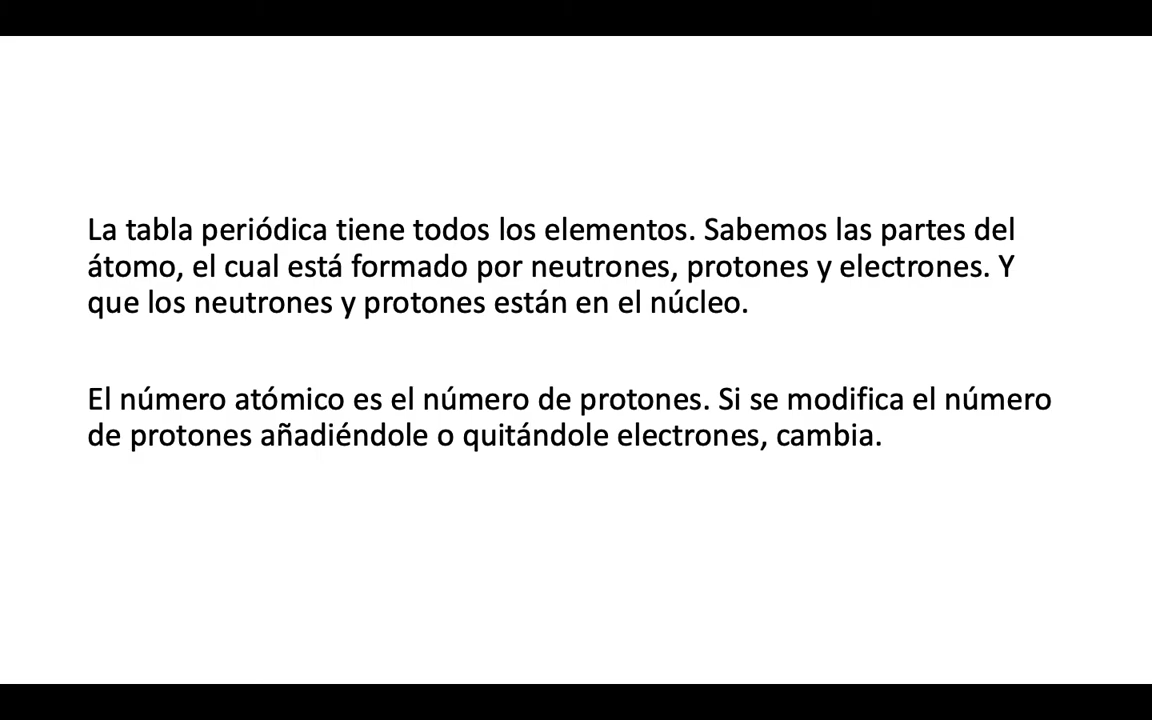 La tabla periódica tiene todos los elementos. Sabemos las partes del
átomo, el cual está formado por neutrones, protones y electrones. Y
que los neutrones y protones están en el núcleo.
El número atómico es el número de protones. Si se modifica el número
de protones añadiéndole o quitándole electrones, cambia.